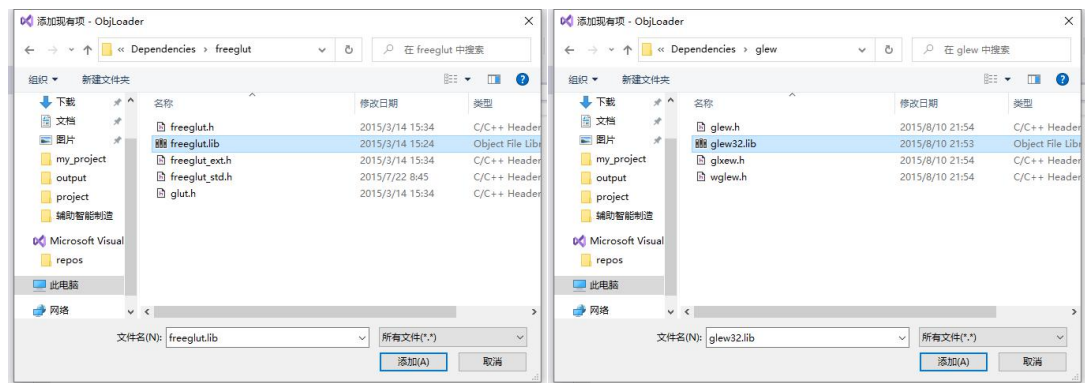 添加现有项 - ObjLoader
« Dependencies › freeglut
在 freeglut 中搜索
组织 新建文件夹
名称 修改日期 类型
下载
文档
图片
my_project
output
project
辅助智能制造
Microsoft Visual
repos
此电脑
网络
freeglut.h 2015/3/14 15:34 C/C++ Header
freeglut.lib 2015/3/14 15:24 Object File Libr
freeglut_ext.h 2015/3/14 15:34 C/C++ Header
freeglut_std.h 2015/7/22 8:45 C/C++ Header
glut.h 2015/3/14 15:34 C/C++ Header
文件名(N): freeglut.lib 所有文件(*.*)
添加(A) 取消
添加现有项 - ObjLoader
« Dependencies › glew
在 glew 中搜索
组织 新建文件夹
名称 修改日期 类型
下载
文档
图片
my_project
output
project
辅助智能制造
Microsoft Visual
repos
此电脑
网络
glew.h 2015/8/10 21:54 C/C++ Header
glew32.lib 2015/8/10 21:53 Object File Libr
glxew.h 2015/8/10 21:54 C/C++ Header
wglew.h 2015/8/10 21:54 C/C++ Header
文件名(N): glew32.lib 所有文件(*.*)
添加(A) 取消